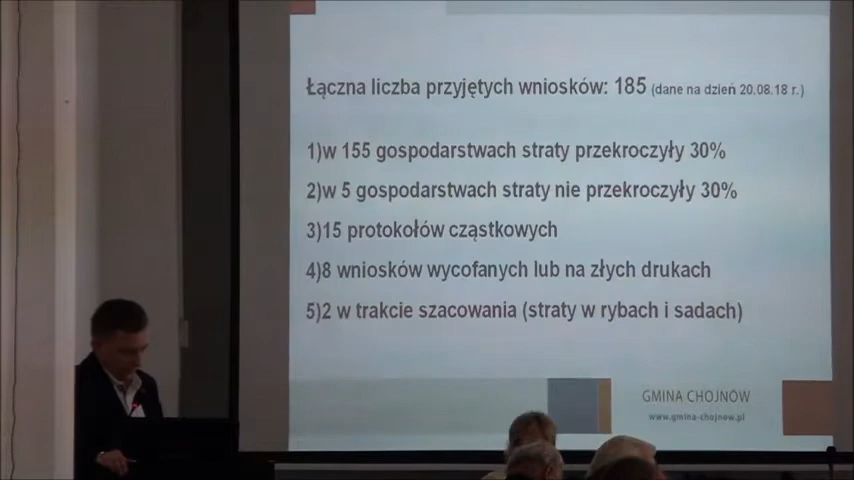 Łączna liczba przyjętych wniosków: 185 (dane na dzień 20.08.18 r.)
1)w 155 gospodarstwach straty przekroczyły 30%
2)w 5 gospodarstwach straty nie przekroczyły 30%
3)15 protokołów cząstkowych
4)8 wniosków wycofanych lub na złych drukach
5)2 w trakcie szacowania (straty w rybach i sadach)
GMINA CHOJNÓW
www.gmina-chojnow.pl